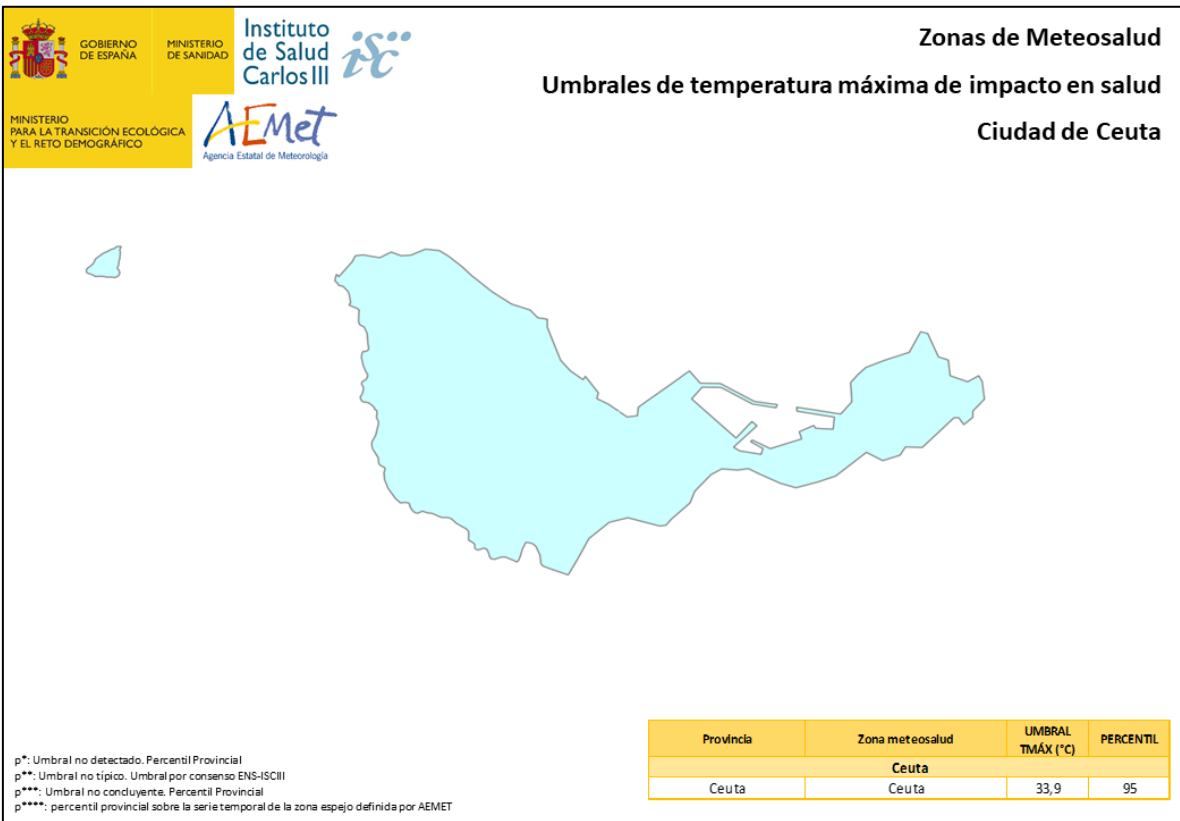 GOBIERNO
DE ESPAÑA
MINISTERIO
DE SANIDAD
Instituto
de Salud
Carlos III
isc
MINISTERIO
PARA LA TRANSICIÓN ECOLÓGICA
Y EL RETO DEMOGRÁFICO
AEMet
Agencia Estatal de Meteorología
Zonas de Meteosalud
Umbrales de temperatura máxima de impacto en salud
Ciudad de Ceuta
p*: Umbral no detectado. Percentil Provincial
p**: Umbral no típico. Umbral por consenso ENS-ISCIII
p***: Umbral no concluyente. Percentil Provincial
p****: percentil provincial sobre la serie temporal de la zona espejo definida por AEMET
Provincia Zona meteosalud UMBRAL TMÁX (°C) PERCENTIL
Ceuta
Ceuta Ceuta 33,9 95